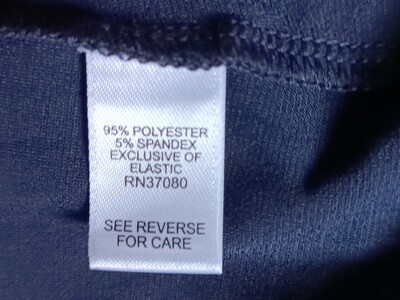 95% POLYESTER
5% SPANDEX
EXCLUSIVE OF
ELASTIC
RN37080
SEE REVERSE
FOR CARE